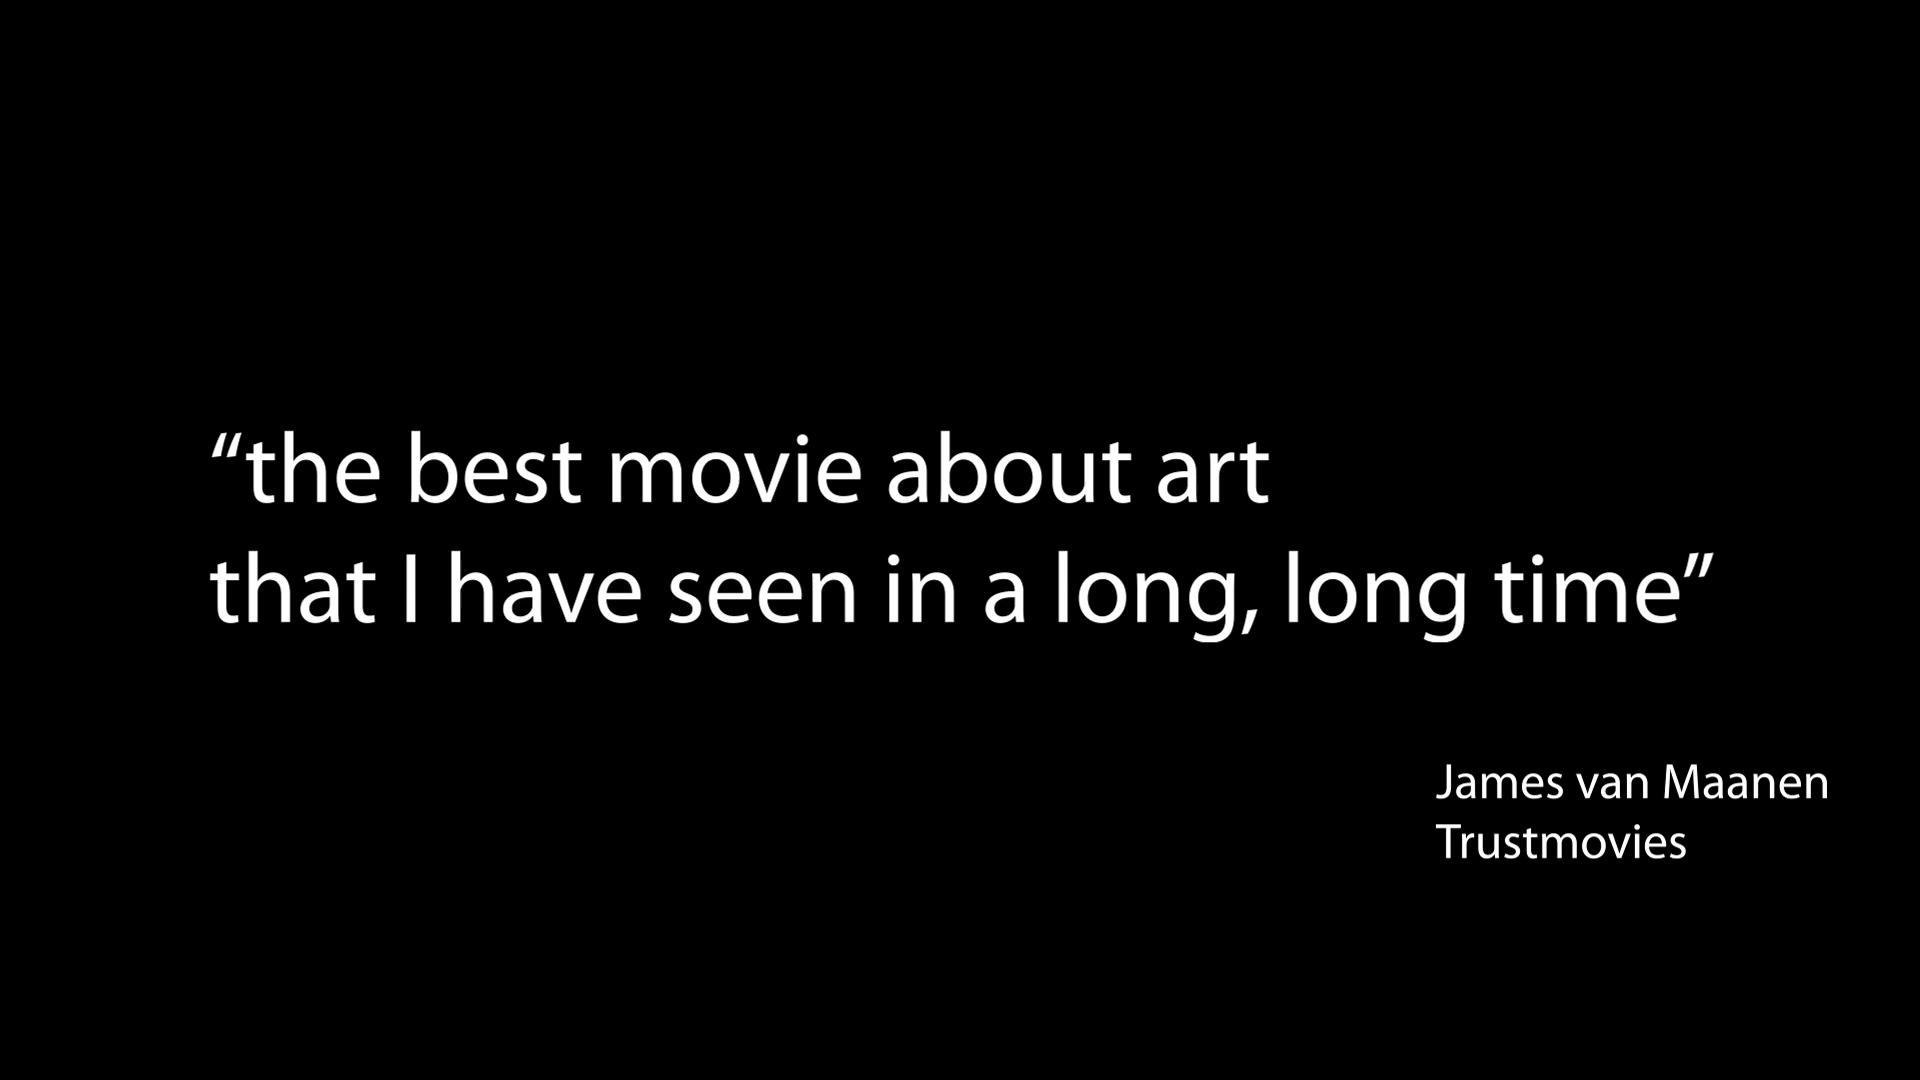 “the best movie about art
that I have seen in a long, long time”
James van Maanen
Trustmovies